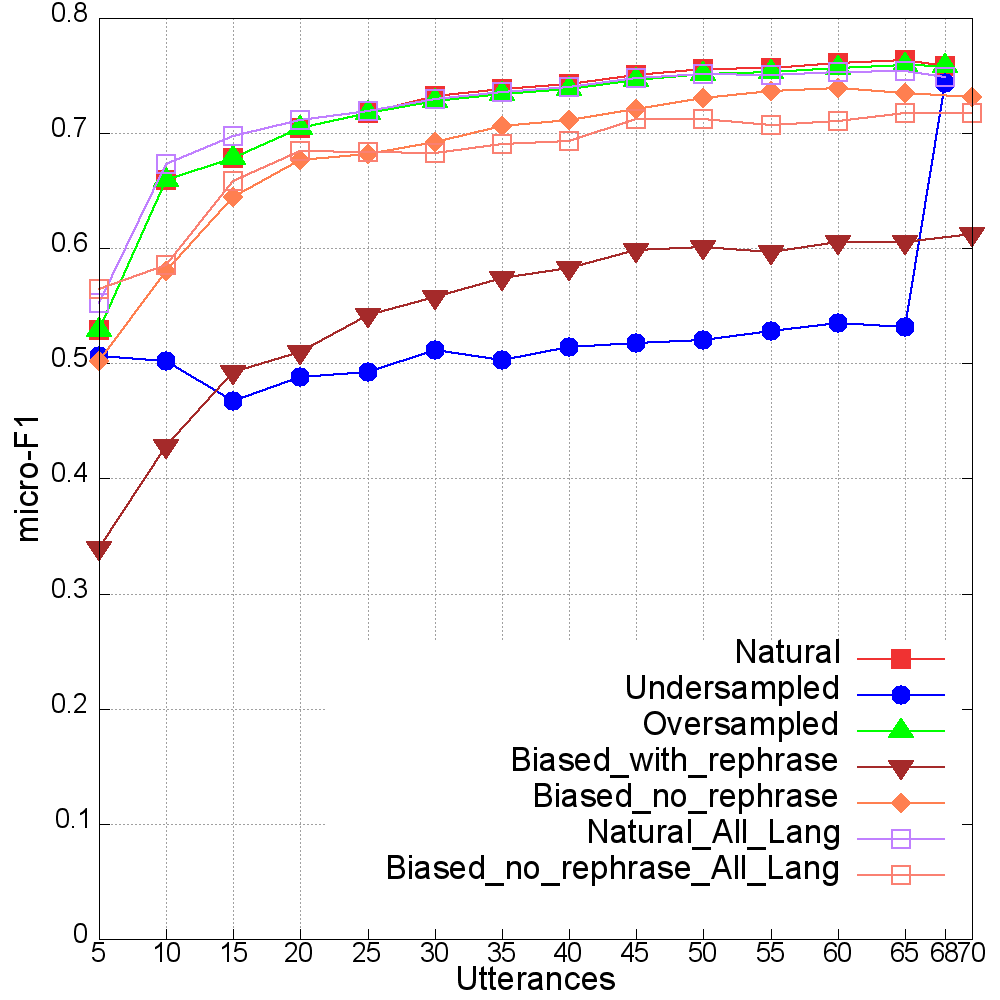 0.8
0.7
0.6
0.5
0.4
0.3
0.2
0.1
0
micro-F1
Natural
Undersampled
Oversampled
Biased_with_rephrase
Biased_no_rephrase
Natural_All_Lang
Biased_no_rephrase_All_Lang
5 10 15 20 25 30 35 40 45 50 55 60 65 68 70
Utterances